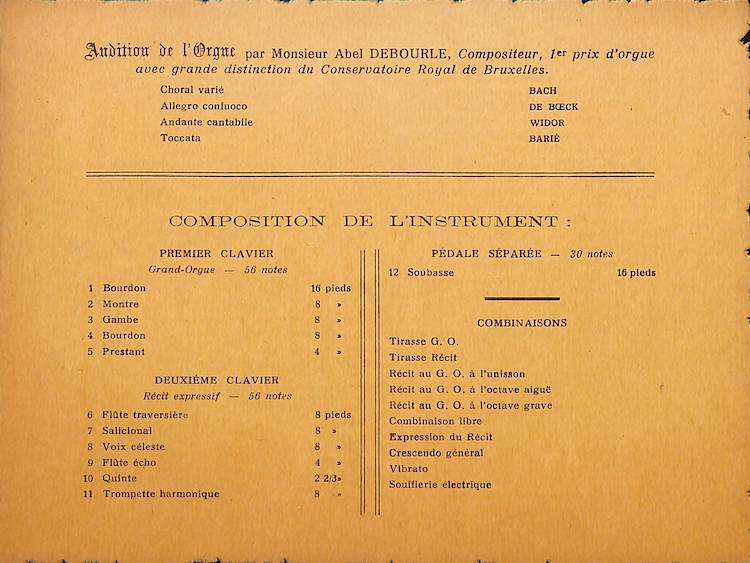 Audition de l'Orgue par Monsieur Abel DEBOURLE, Compositeur, 1er prix d'orgue
avec grande distinction du Conservatoire Royal de Bruxelles.
Choral varié BACH
Allegro confuoco DE BŒCK
Andante cantabile WIDOR
Toccata BARIÉ
COMPOSITION DE L'INSTRUMENT :
PREMIER CLAVIER
Grand-Orgue — 56 notes
1 Bourdon 16 pieds
2 Montre 8 »
3 Gambe 8 »
4 Bourdon 8 »
5 Prestant 4 »
DEUXIÈME CLAVIER
Récit expressif — 56 notes
6 Flûte traversière 8 pieds
7 Salicional 8 »
8 Voix céleste 8 »
9 Flûte écho 4 »
10 Quinte 2 2/3»
11 Trompette harmonique 8 »
PÉDALE SÉPARÉE — 30 notes
12 Soubasse 16 pieds
COMBINAISONS
Tirasse G. O.
Tirasse Récit
Récit au G. O. à l'unisson
Récit au G. O. à l'octave aiguë
Récit au G. O. à l'octave grave
Combinaison libre
Expression du Récit
Crescendo général
Vibrato
Soufflerie électrique